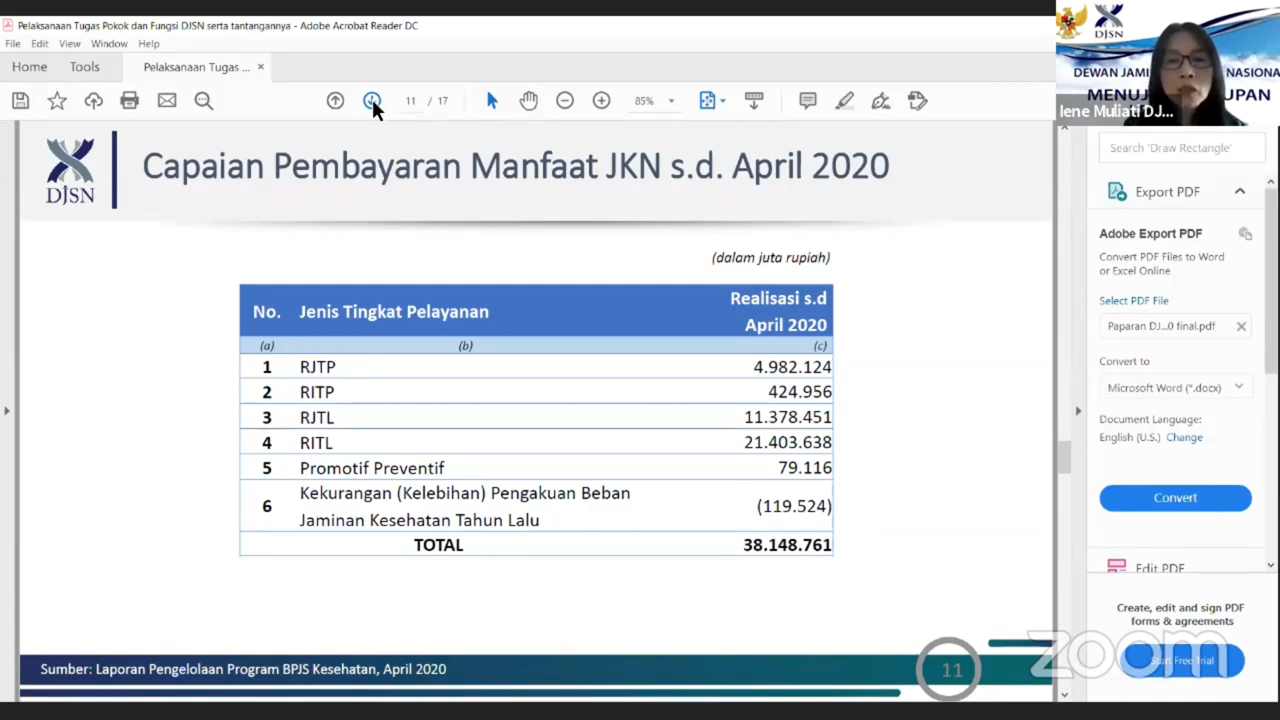 Pelaksanaan Tugas Pokok dan Fungsi DJSN serta tantangannya - Adobe Acrobat Reader DC
File Edit View Window Help
Home Tools Pelaksanaan Tugas ... ×
11 / 17 85%
DJSN
DEWAN JAMI NASIONA
MENUJ UPAN
Iene Muliati DJ...
DJSN
Capaian Pembayaran Manfaat JKN s.d. April 2020
(dalam juta rupiah)
No. Jenis Tingkat Pelayanan Realisasi s.d April 2020
(a) (b) (c)
1 RJTP 4.982.124
2 RITP 424.956
3 RJTL 11.378.451
4 RITL 21.403.638
5 Promotif Preventif 79.116
6 Kekurangan (Kelebihan) Pengakuan Beban
Jaminan Kesehatan Tahun Lalu (119.524)
TOTAL 38.148.761
Sumber: Laporan Pengelolaan Program BPJS Kesehatan, April 2020
11
Search 'Draw Rectangle'
Export PDF
Adobe Export PDF
Convert PDF Files to Word
or Excel Online
Select PDF File
Paparan DJ...0 final.pdf
Convert to
Microsoft Word (*.docx)
Document Language:
English (U.S.) Change
Convert
Edit PDF
Create, edit and sign PDF
forms & agreements
Start Free Trial
zoom